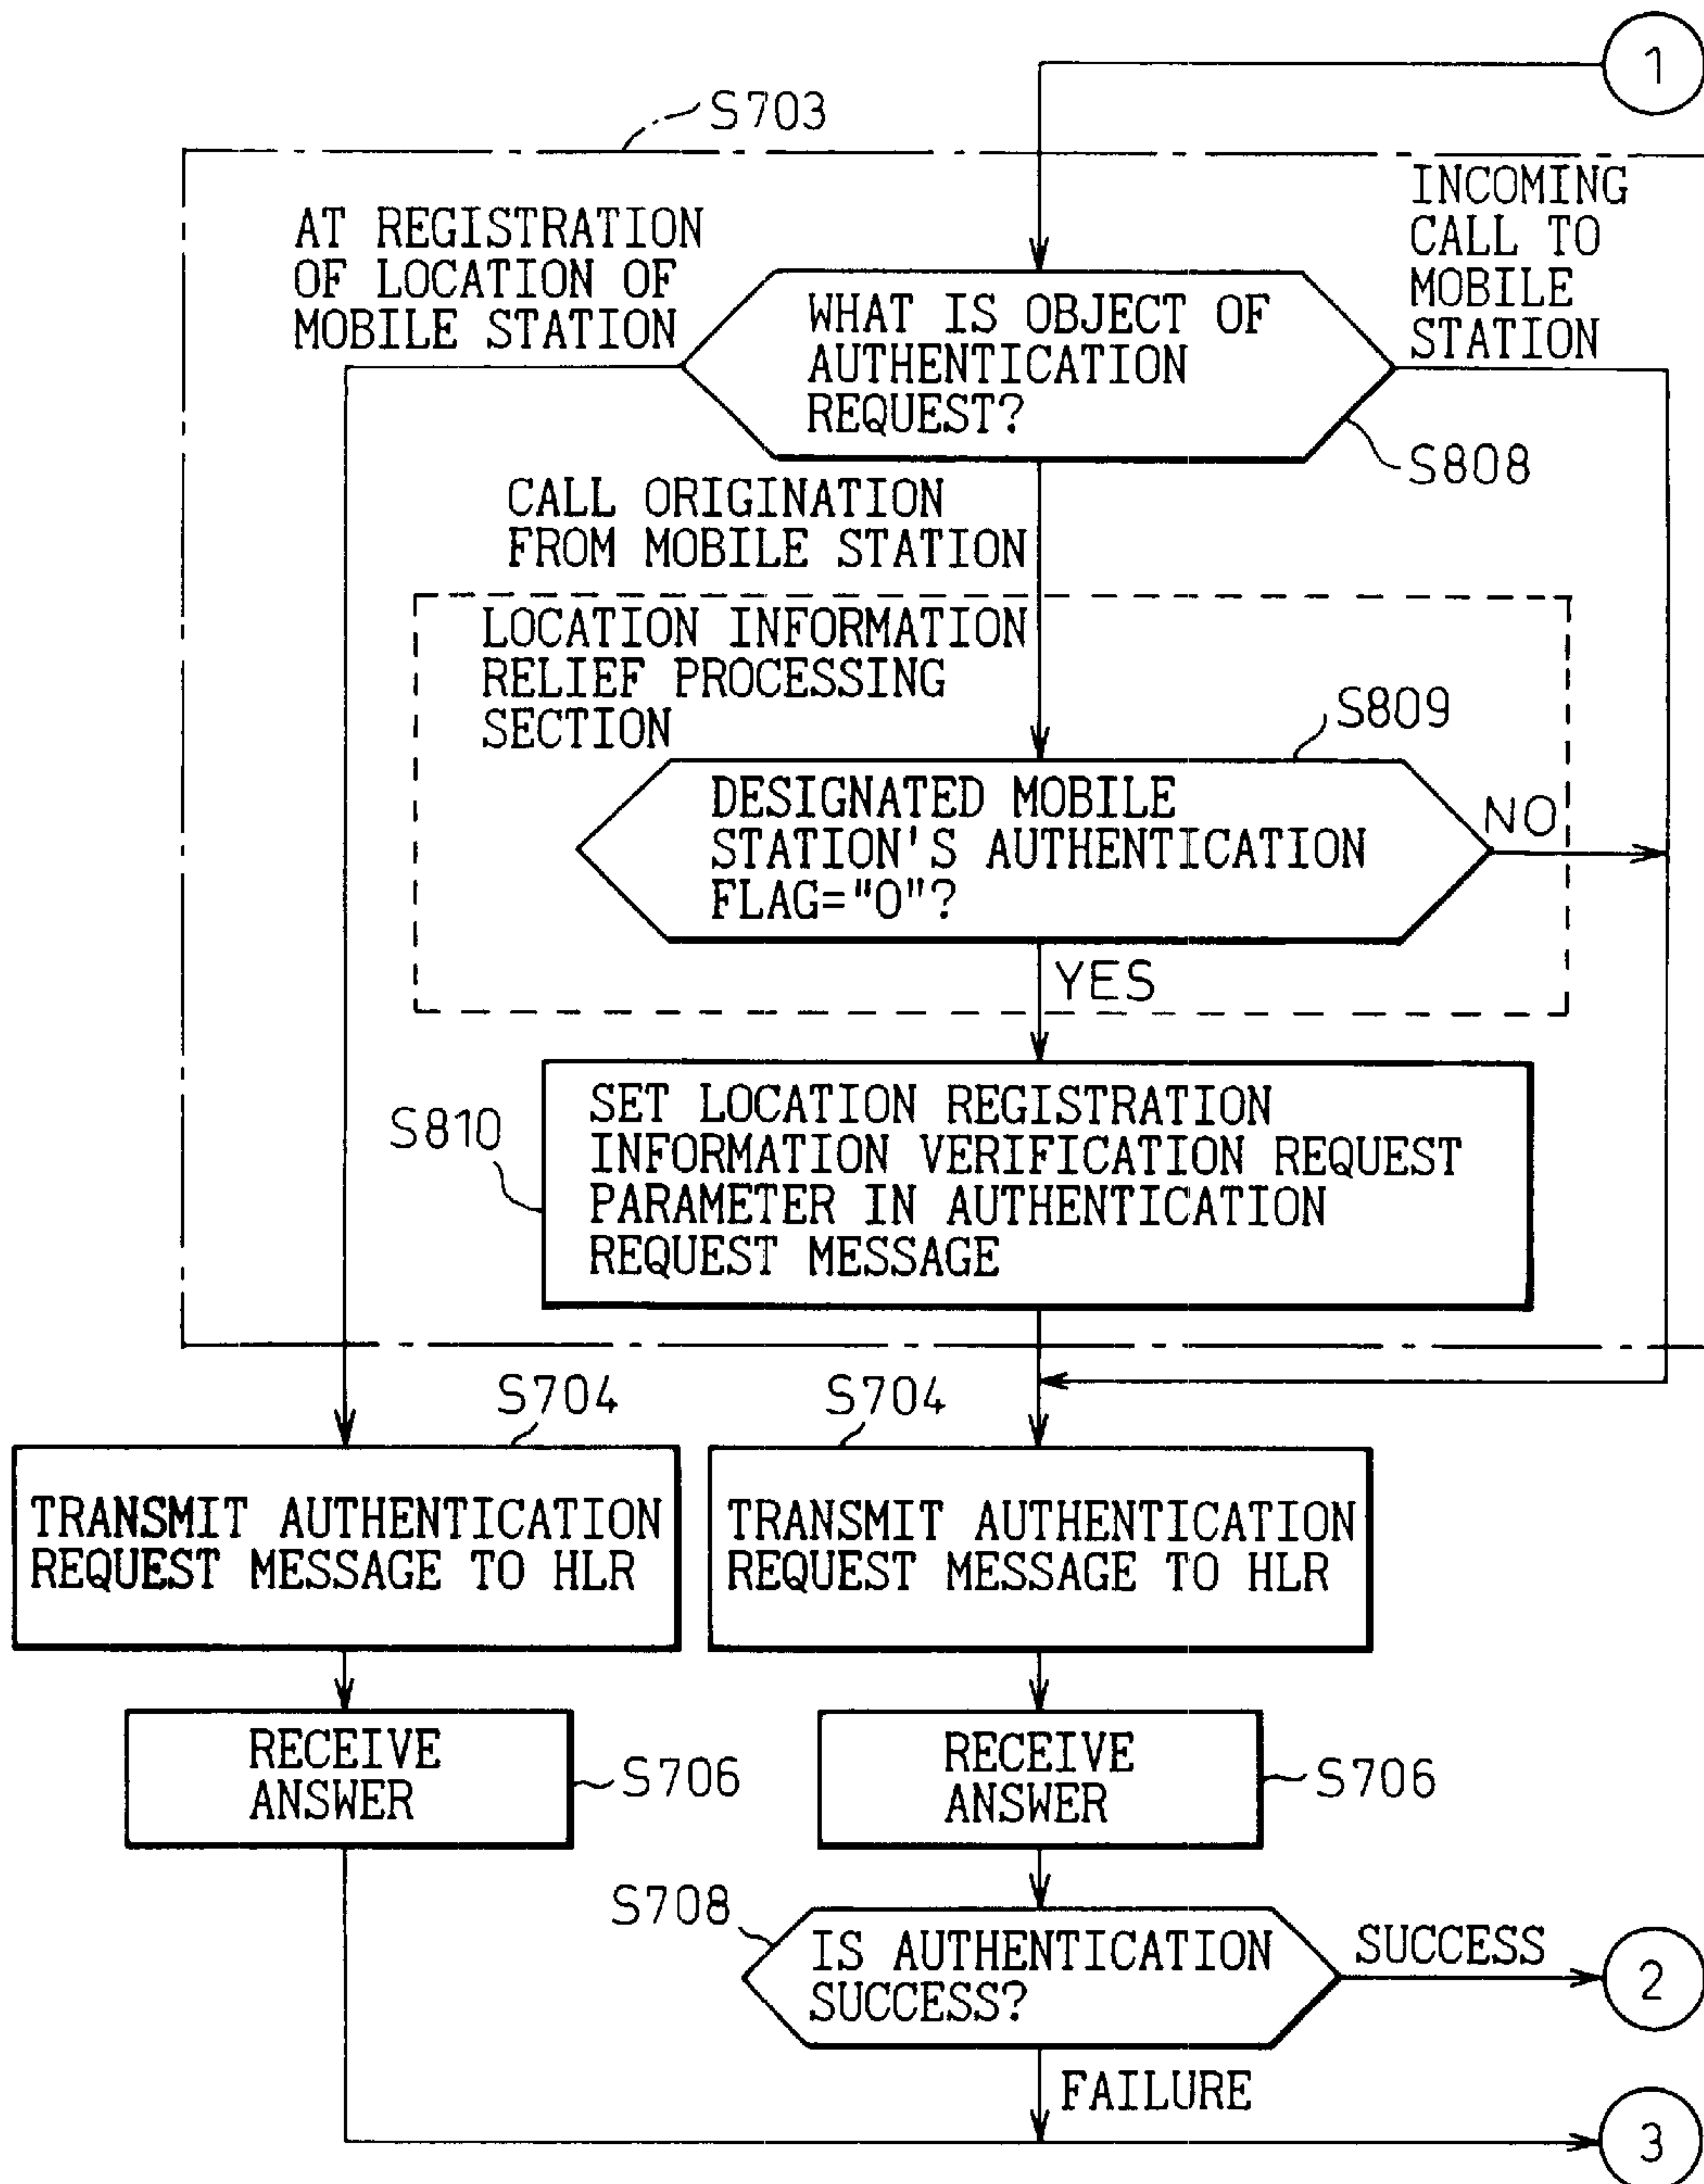 1
S703
AT REGISTRATION
OF LOCATION OF
MOBILE STATION
INCOMING
CALL TO
MOBILE
STATION
WHAT IS OBJECT OF
AUTHENTICATION
REQUEST?
S808
CALL ORIGINATION
FROM MOBILE STATION
LOCATION INFORMATION
RELIEF PROCESSING
SECTION
S809
DESIGNATED MOBILE
STATION'S AUTHENTICATION
FLAG="0"?
NO
YES
S810
SET LOCATION REGISTRATION
INFORMATION VERIFICATION REQUEST
PARAMETER IN AUTHENTICATION
REQUEST MESSAGE
S704
TRANSMIT AUTHENTICATION
REQUEST MESSAGE TO HLR
S704
TRANSMIT AUTHENTICATION
REQUEST MESSAGE TO HLR
RECEIVE
ANSWER
S706
RECEIVE
ANSWER
S706
S708
IS AUTHENTICATION
SUCCESS?
SUCCESS
2
FAILURE
3